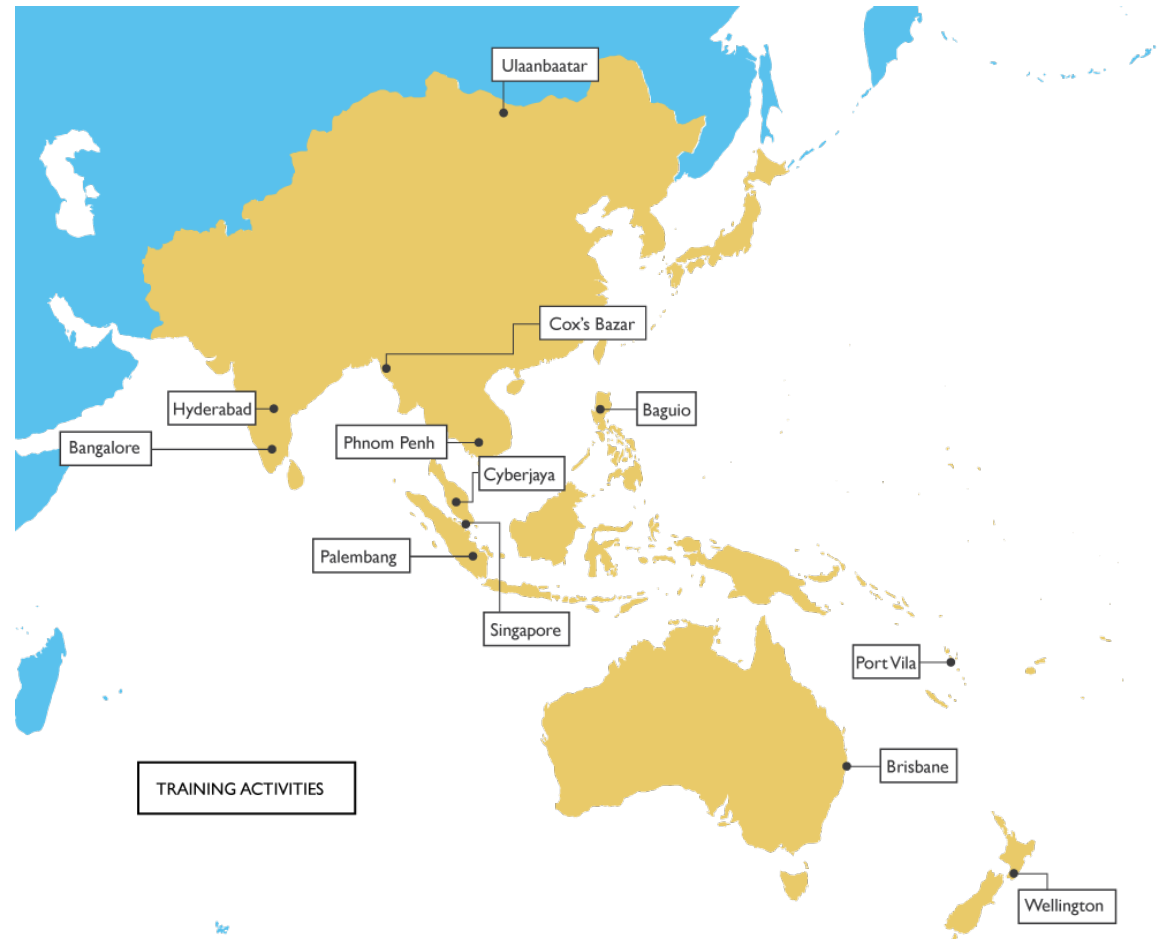 Ulaanbaatar
Cox's Bazar
Hyderabad
Baguio
Phnom Penh
Bangalore
Cyberjaya
Palembang
Singapore
Port Vila
Brisbane
TRAINING ACTIVITIES
Wellington